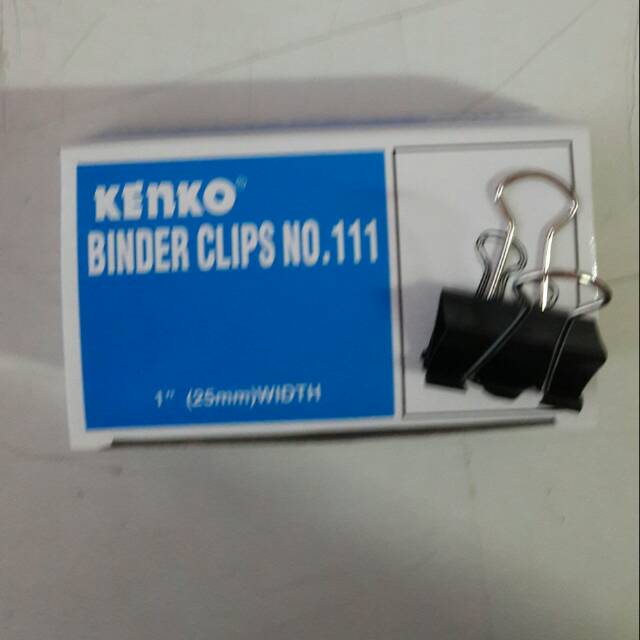 KENKO
BINDER CLIPS NO.111
1" (25mm)WIDTH